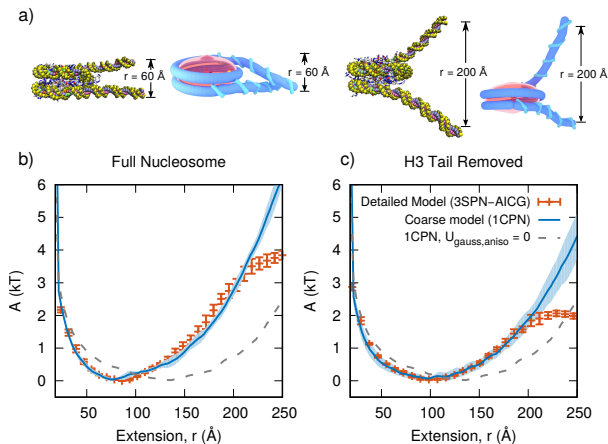 a)
r = 60 Å
r = 60 Å
r = 200 Å
r = 200 Å
b)
Full Nucleosome
c)
H3 Tail Removed
Detailed Model (3SPN-AICG)
Coarse model (1CPN)
1CPN, U_gauss,aniso = 0
A (kT)
6
5
4
3
2
1
0
50 100 150 200 250
Extension, r (Å)
A (kT)
6
5
4
3
2
1
0
50 100 150 200 250
Extension, r (Å)